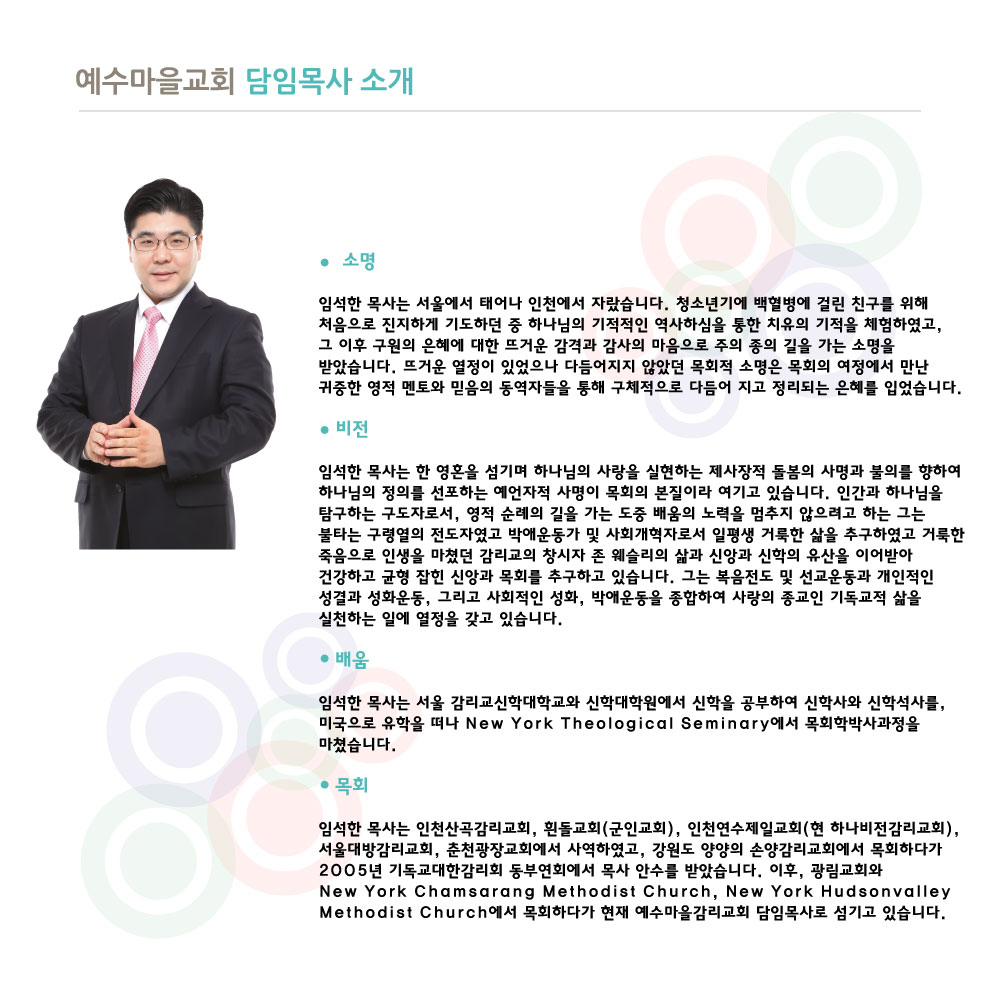 예수마을교회 담임목사 소개
• 소명
임석한 목사는 서울에서 태어나 인천에서 자랐습니다. 청소년기에 백혈병에 걸린 친구를 위해
처음으로 진지하게 기도하던 중 하나님의 기적적인 역사하심을 통한 치유의 기적을 체험하였고,
그 이후 구원의 은혜에 대한 뜨거운 감격과 감사의 마음으로 주의 종의 길을 가는 소명을
받았습니다. 뜨거운 열정이 있었으나 다듬어지지 않았던 목회적 소명은 목회의 여정에서 만난
귀중한 영적 멘토와 믿음의 동역자들을 통해 구체적으로 다듬어 지고 정리되는 은혜를 입었습니다.
• 비전
임석한 목사는 한 영혼을 섬기며 하나님의 사랑을 실현하는 제사장적 돌봄의 사명과 불의를 향하여
하나님의 정의를 선포하는 예언자적 사명이 목회의 본질이라 여기고 있습니다. 인간과 하나님을
탐구하는 구도자로서, 영적 순례의 길을 가는 도중 배움의 노력을 멈추지 않으려고 하는 그는
불타는 구령열의 전도자였고 박애운동가 및 사회개혁자로서 일평생 거룩한 삶을 추구하였고 거룩한
죽음으로 인생을 마쳤던 감리교의 창시자 존 웨슬리의 삶과 신앙과 신학의 유산을 이어받아
건강하고 균형 잡힌 신앙과 목회를 추구하고 있습니다. 그는 복음전도 및 선교운동과 개인적인
성결과 성화운동, 그리고 사회적인 성화, 박애운동을 종합하여 사랑의 종교인 기독교적 삶을
실천하는 일에 열정을 갖고 있습니다.
• 배움
임석한 목사는 서울 감리교신학대학교와 신학대학원에서 신학을 공부하여 신학사와 신학석사를,
미국으로 유학을 떠나 New York Theological Seminary에서 목회학박사과정을
마쳤습니다.
• 목회
임석한 목사는 인천산곡감리교회, 흰돌교회(군인교회), 인천연수제일교회(현 하나비전감리교회),
서울대방감리교회, 춘천광장교회에서 사역하였고, 강원도 양양의 손양감리교회에서 목회하다가
2005년 기독교대한감리회 동부연회에서 목사 안수를 받았습니다. 이후, 광림교회와
New York Chamsarang Methodist Church, New York Hudsonvalley
Methodist Church에서 목회하다가 현재 예수마을감리교회 담임목사로 섬기고 있습니다.